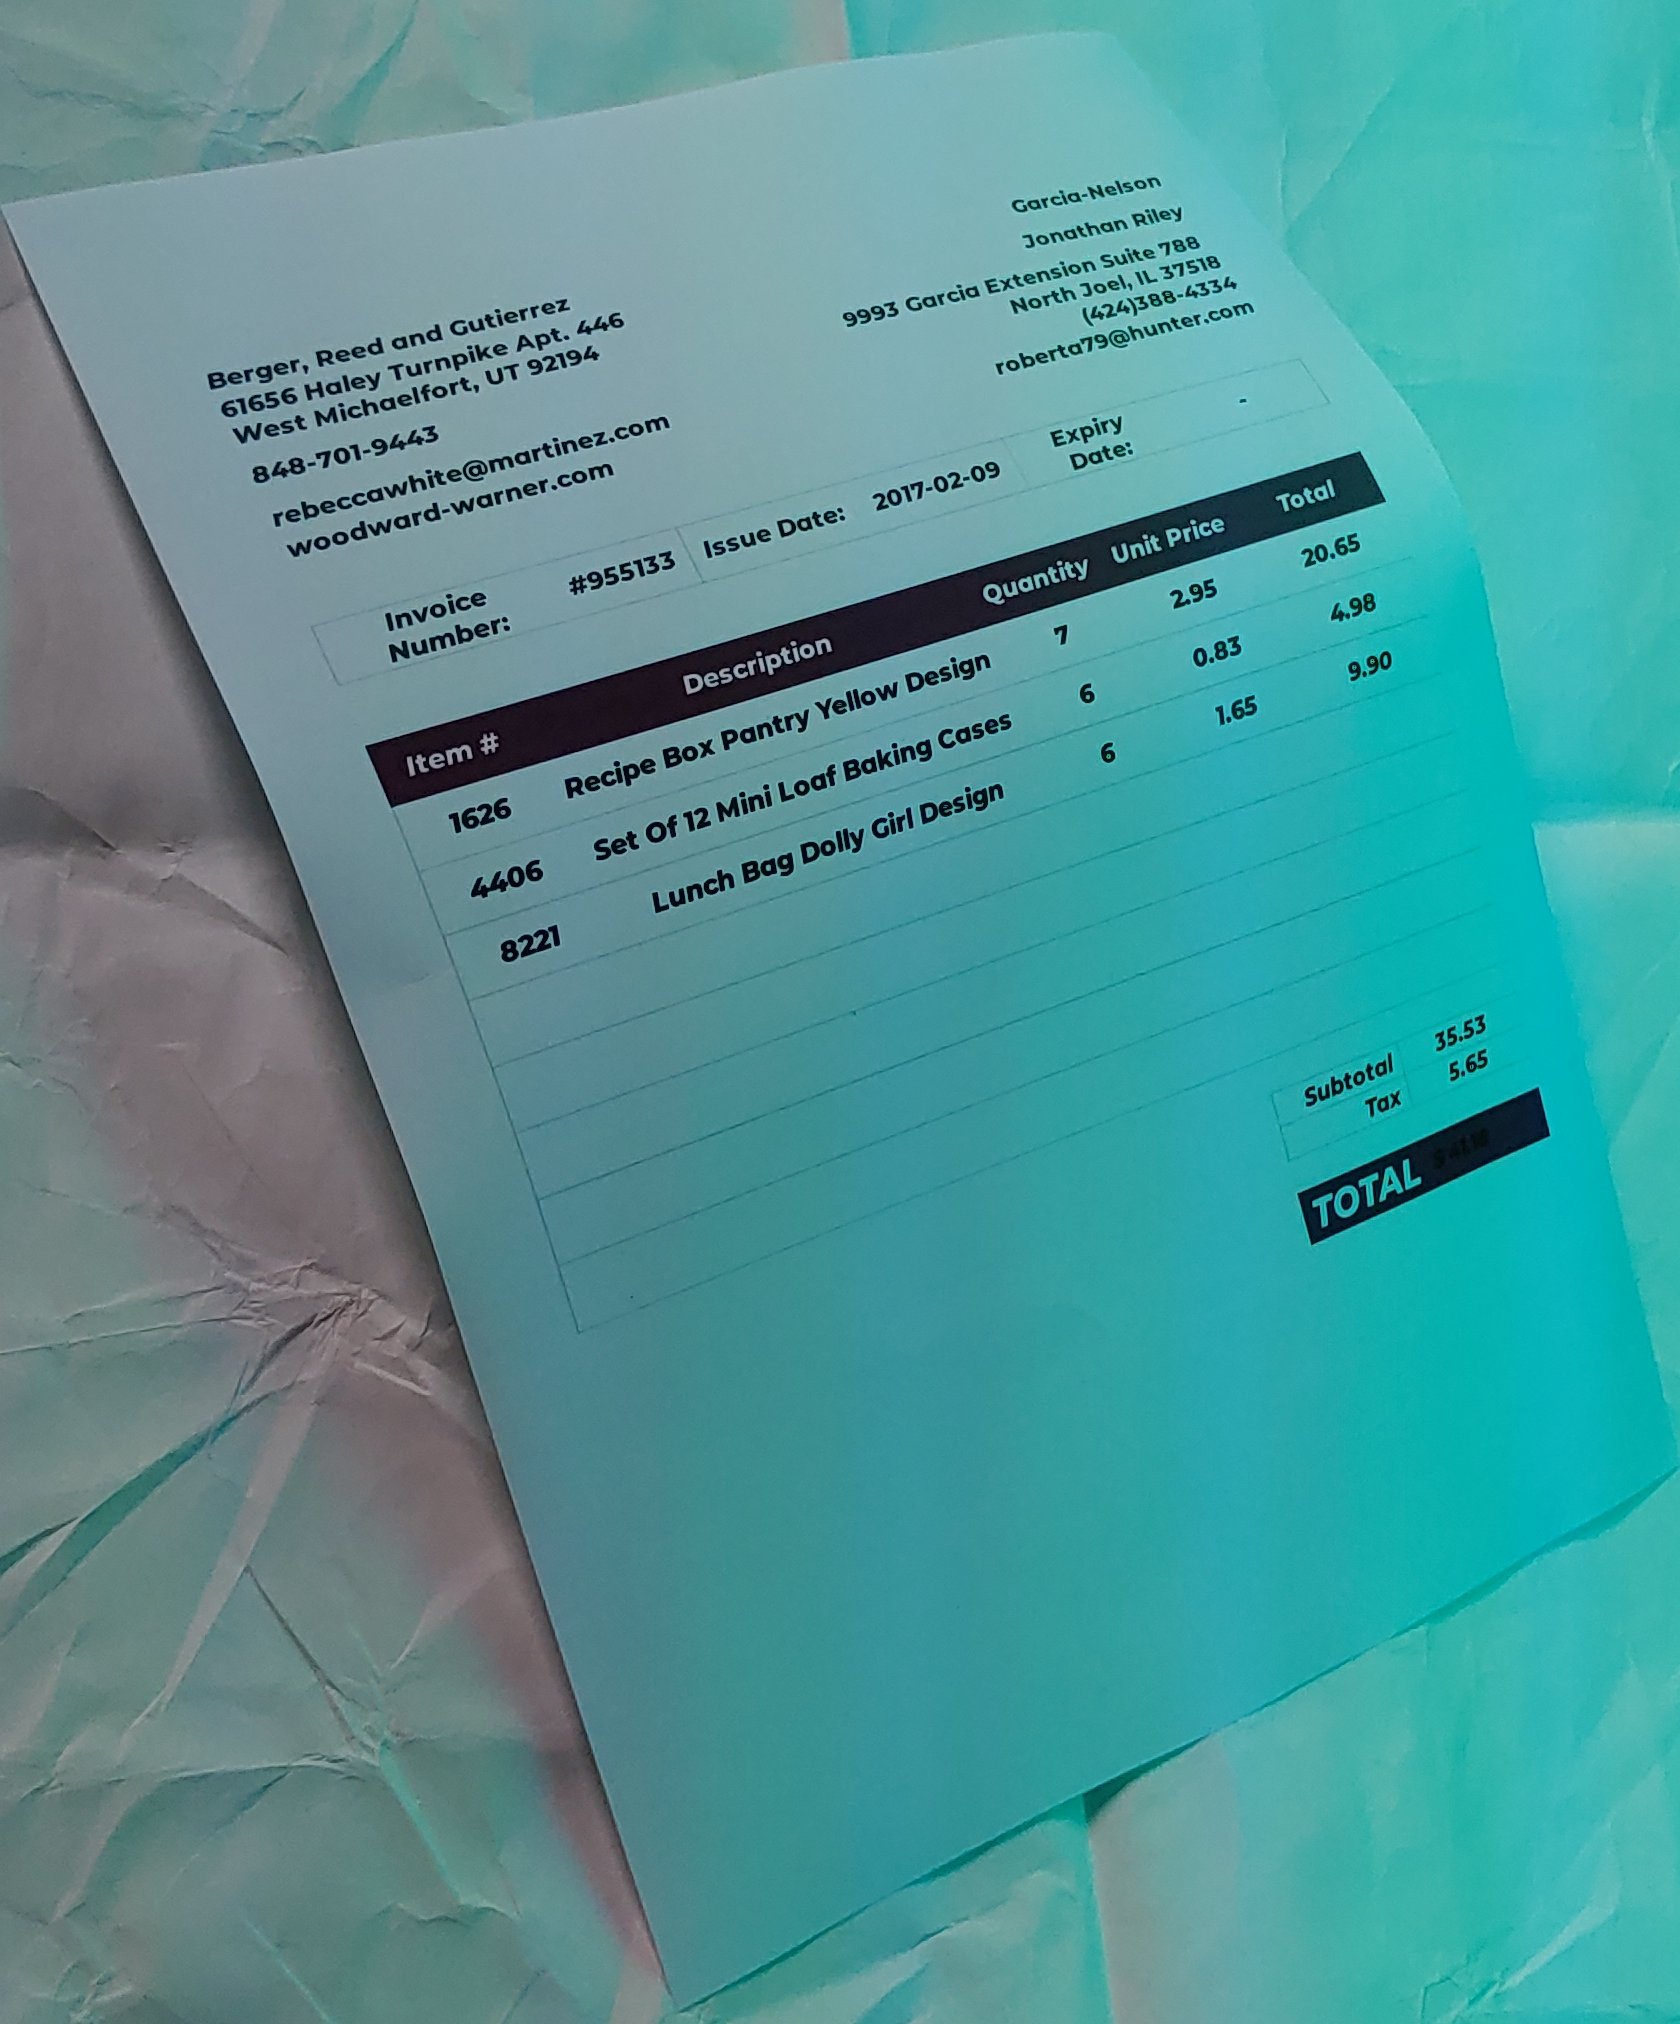 Garcia-Nelson
Jonathan Riley
9993 Garcia Extension Suite 788
North Joel, IL 37518
(424)388-4334
roberta79@hunter.com
Berger, Reed and Gutierrez
61656 Haley Turnpike Apt. 446
West Michaelfort, UT 92194
848-701-9443
rebeccawhite@martinez.com
woodward-warner.com
Invoice Number: #955133 Issue Date: 2017-02-09 Expiry Date: -
Item # Description Quantity Unit Price Total
1626 Recipe Box Pantry Yellow Design 7 2.95 20.65
4406 Set Of 12 Mini Loaf Baking Cases 6 0.83 4.98
8221 Lunch Bag Dolly Girl Design 6 1.65 9.90
Subtotal 35.53
Tax 5.65
TOTAL $ 41.18